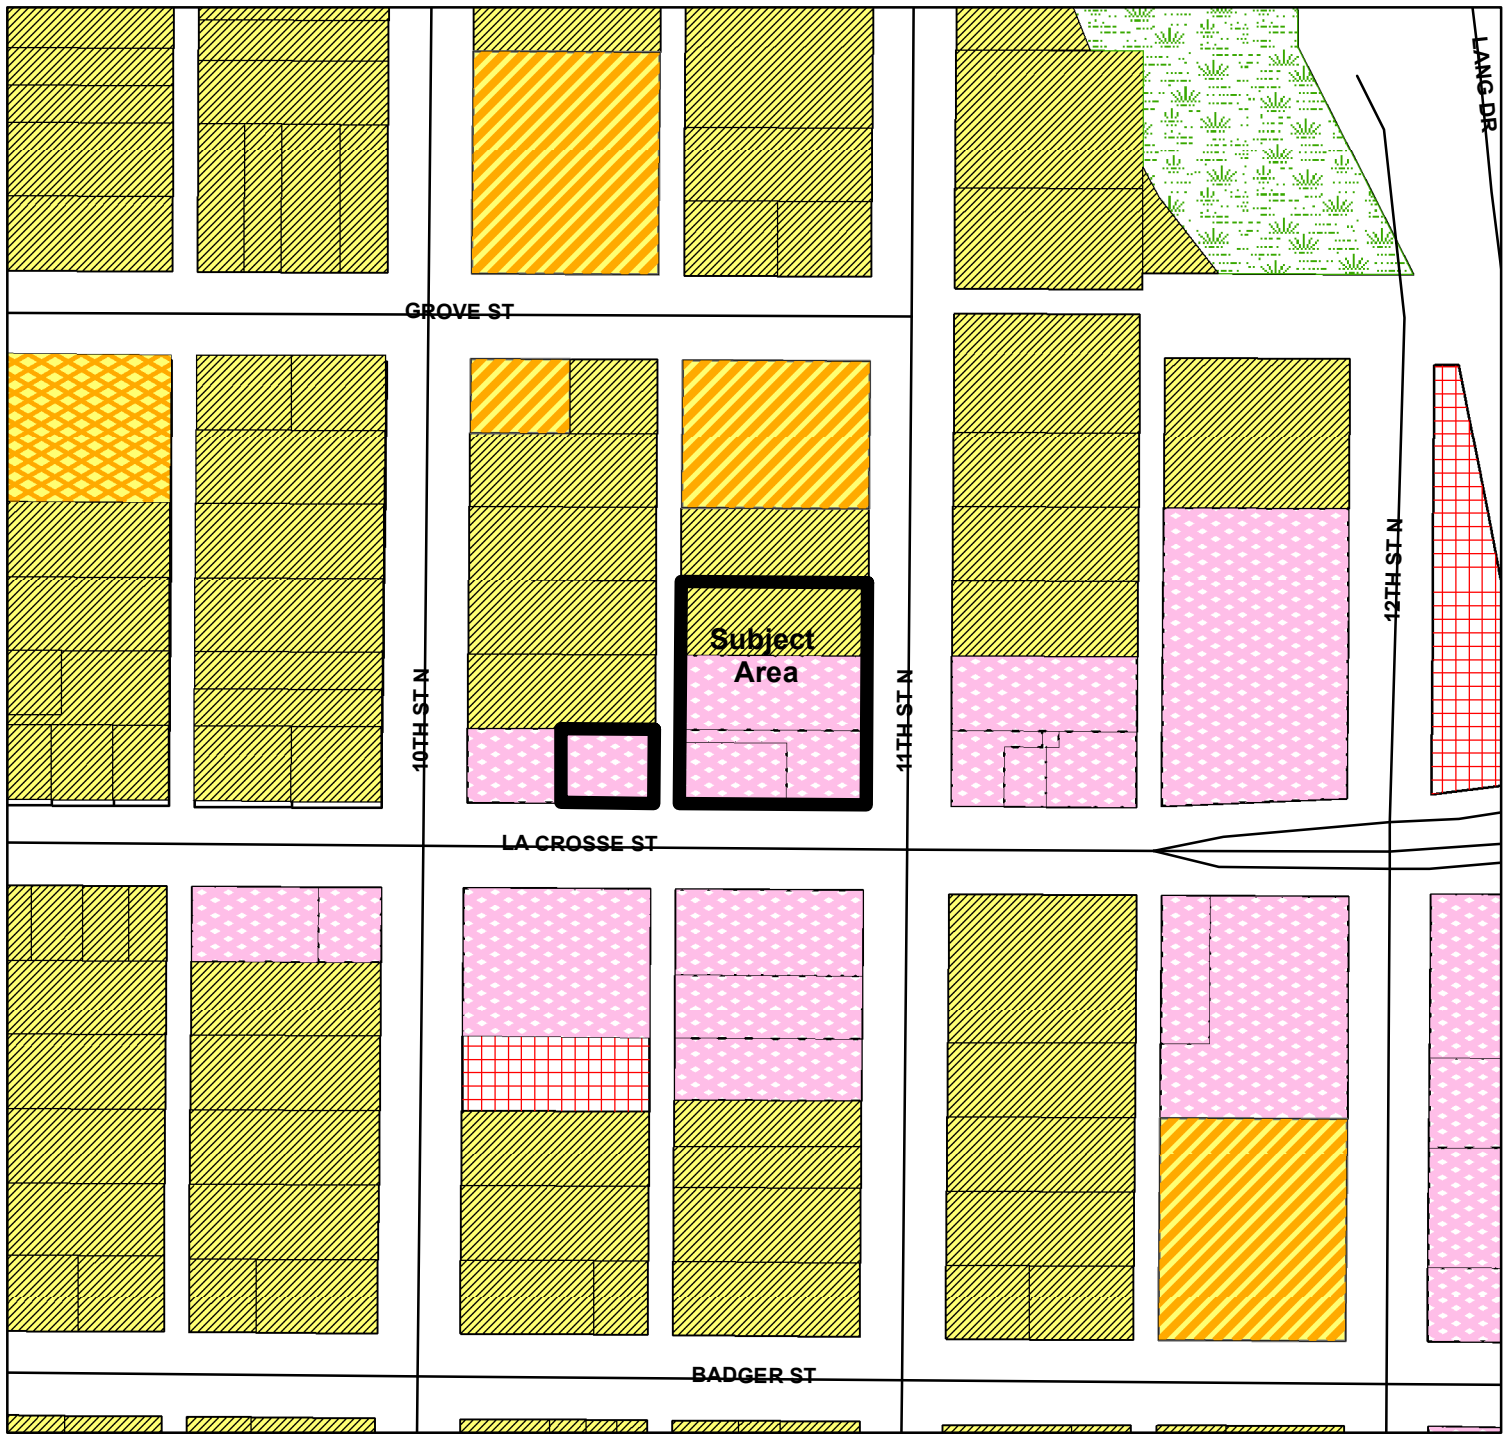 LANG DR
GROVE ST
12TH ST N
Subject
Area
10TH ST N
11TH ST N
LA CROSSE ST
BADGER ST